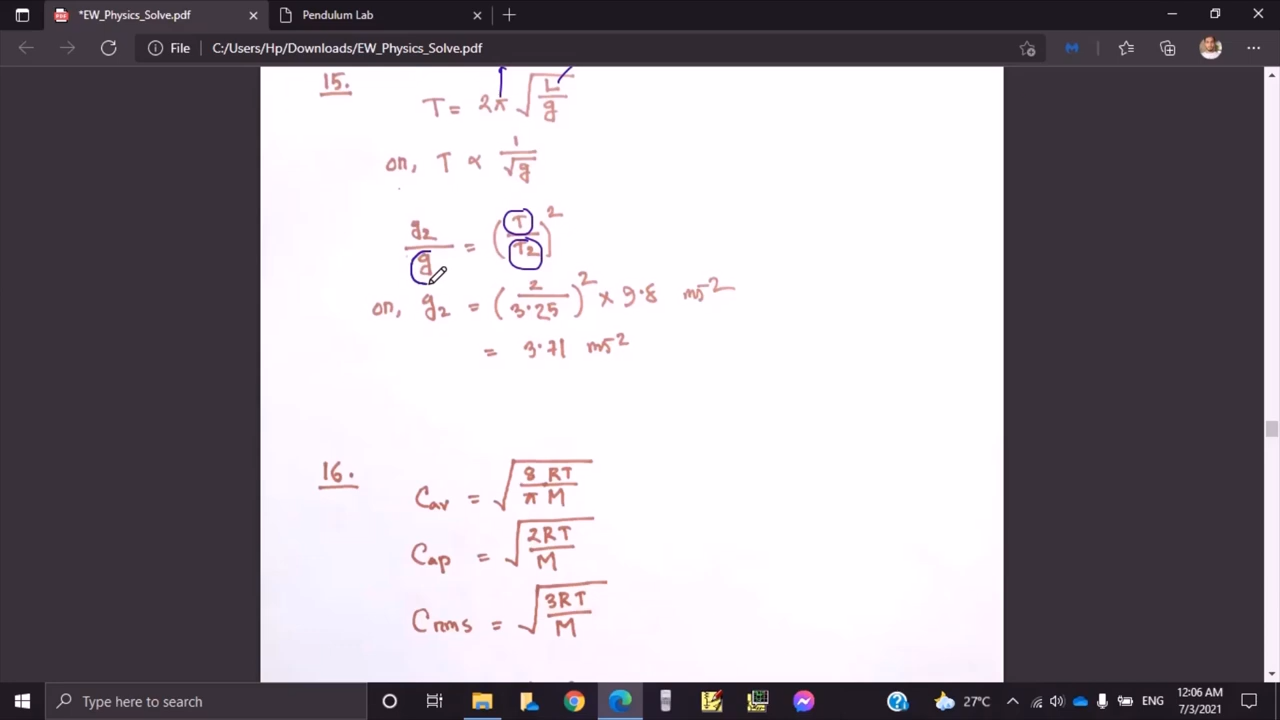 *EW_Physics_Solve.pdf
Pendulum Lab
File C:/Users/Hp/Downloads/EW_Physics_Solve.pdf
15. T = 2π √(L/g)
or, T ∝ 1/√g
g₂/g = (T/T₂)²
or, g₂ = (2/3.25)² × 9.8 ms⁻²
= 3.71 ms⁻²
16. Cav = √(8RT/πM)
Cap = √(2RT/M)
Crms = √(3RT/M)
Type here to search
27°C
ENG
12:06 AM
7/3/2021